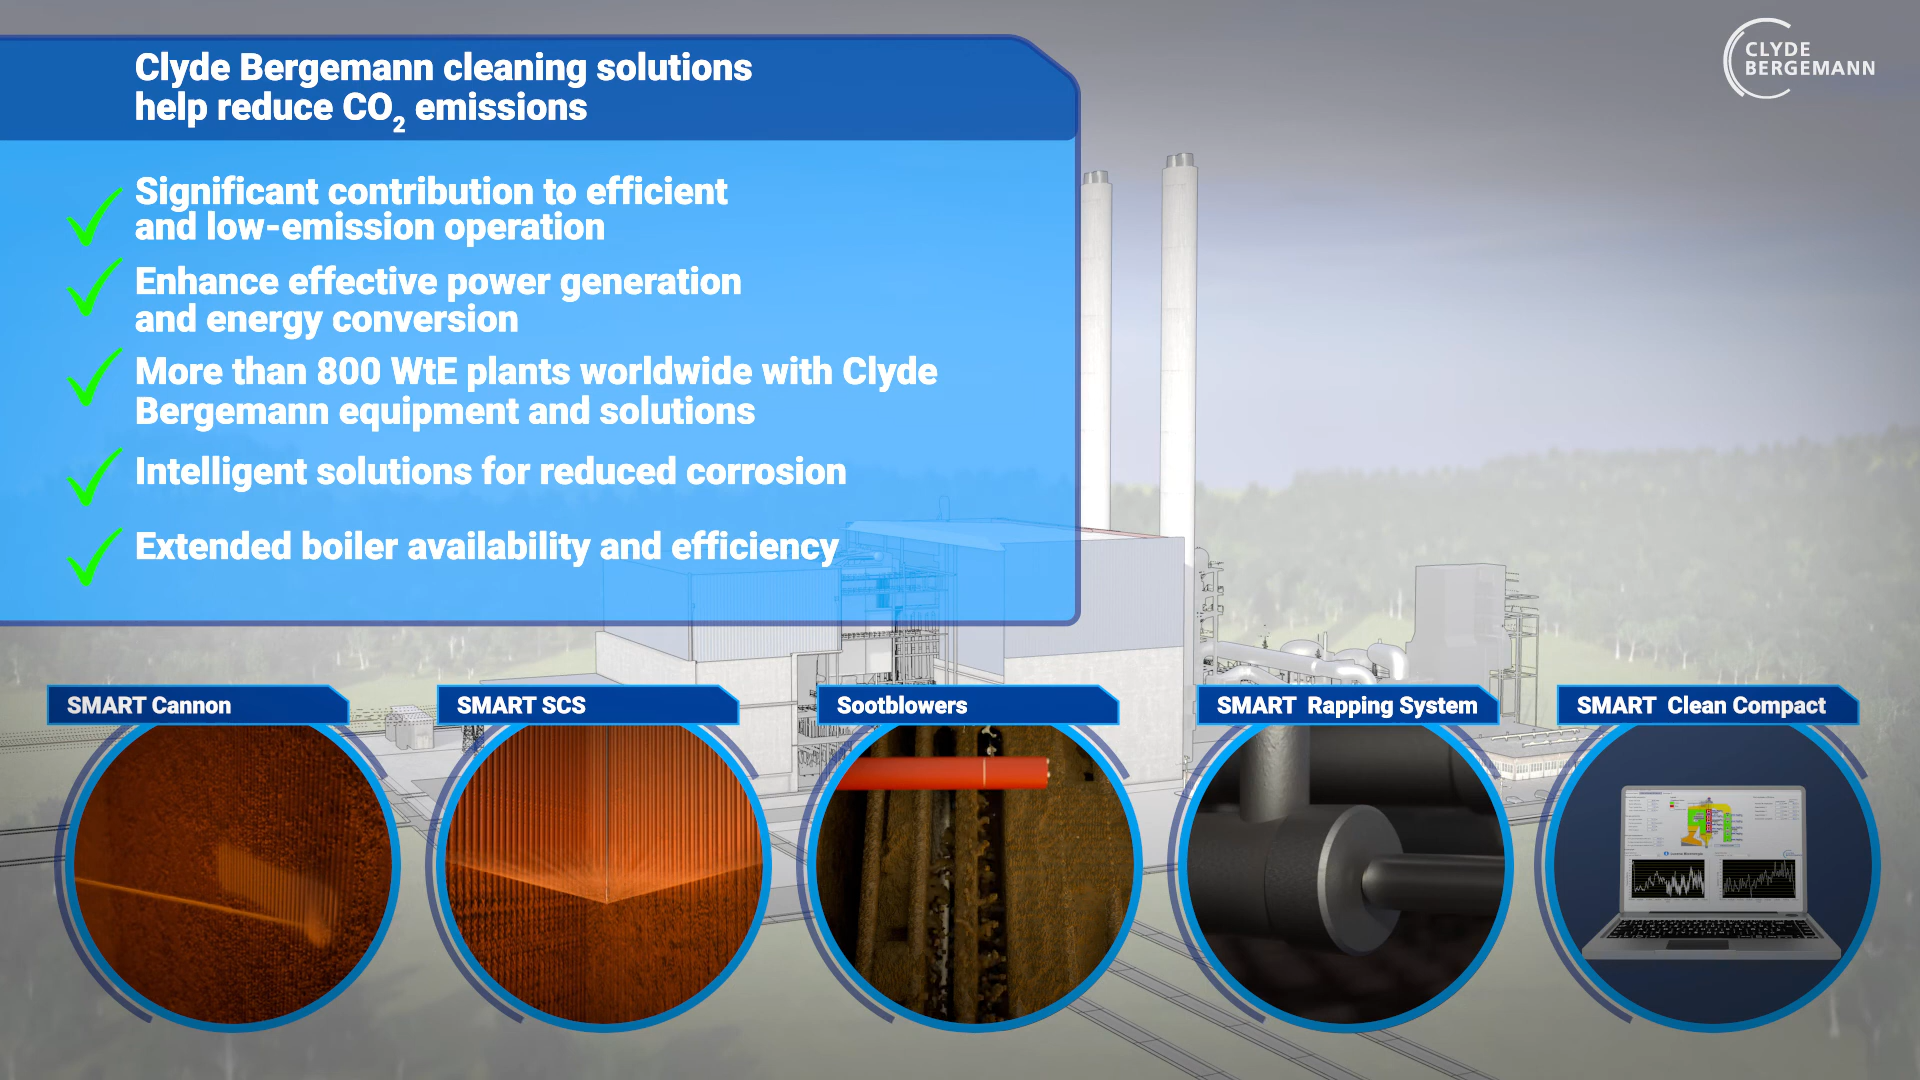 CLYDE
BERGEMANN
Clyde Bergemann cleaning solutions
help reduce CO₂ emissions
Significant contribution to efficient
and low-emission operation
Enhance effective power generation
and energy conversion
More than 800 WtE plants worldwide with Clyde
Bergemann equipment and solutions
Intelligent solutions for reduced corrosion
Extended boiler availability and efficiency
SMART Cannon
SMART SCS
Sootblowers
SMART Rapping System
SMART Clean Compact